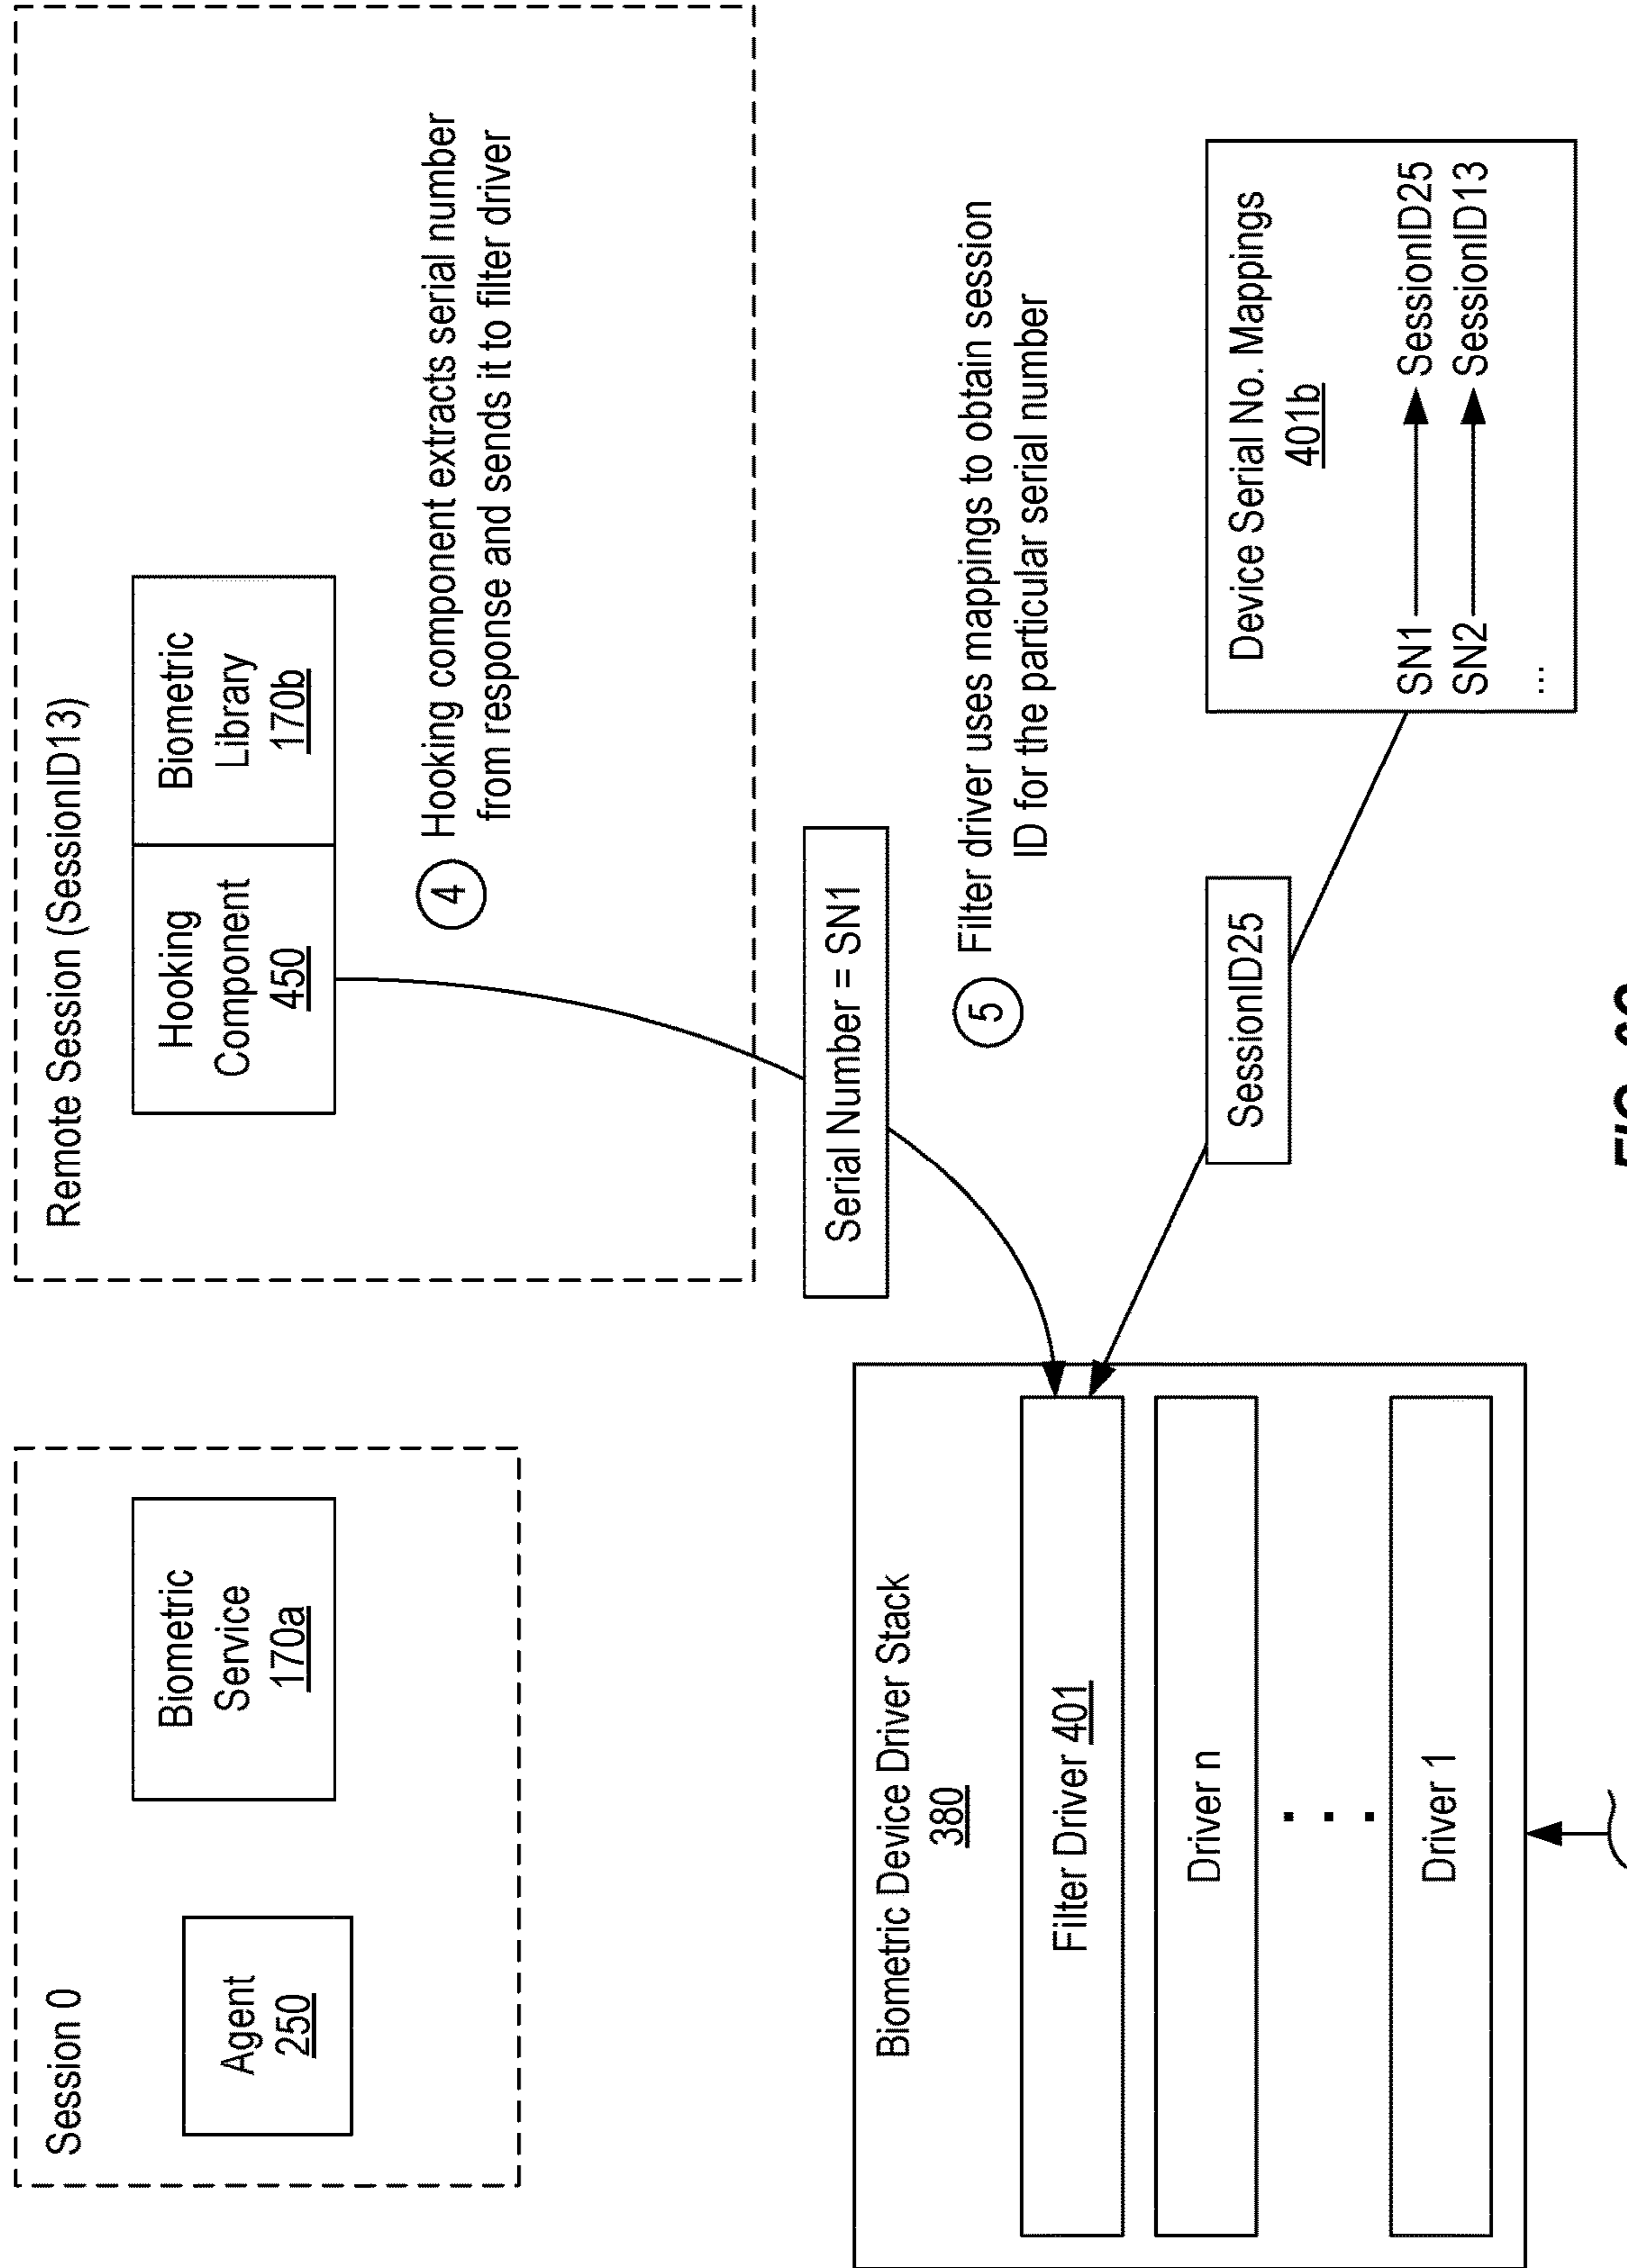 Session 0
Agent
250
Biometric
Service
170a
Remote Session (SessionID13)
Hooking
Component
450
Biometric
Library
170b
4
Hooking component extracts serial number
from response and sends it to filter driver
Serial Number = SN1
5
Filter driver uses mappings to obtain session
ID for the particular serial number
Biometric Device Driver Stack
380
Filter Driver 401
Driver n
Driver 1
SessionID25
Device Serial No. Mappings
401b
SN1 SessionID25
SN2 SessionID13
...